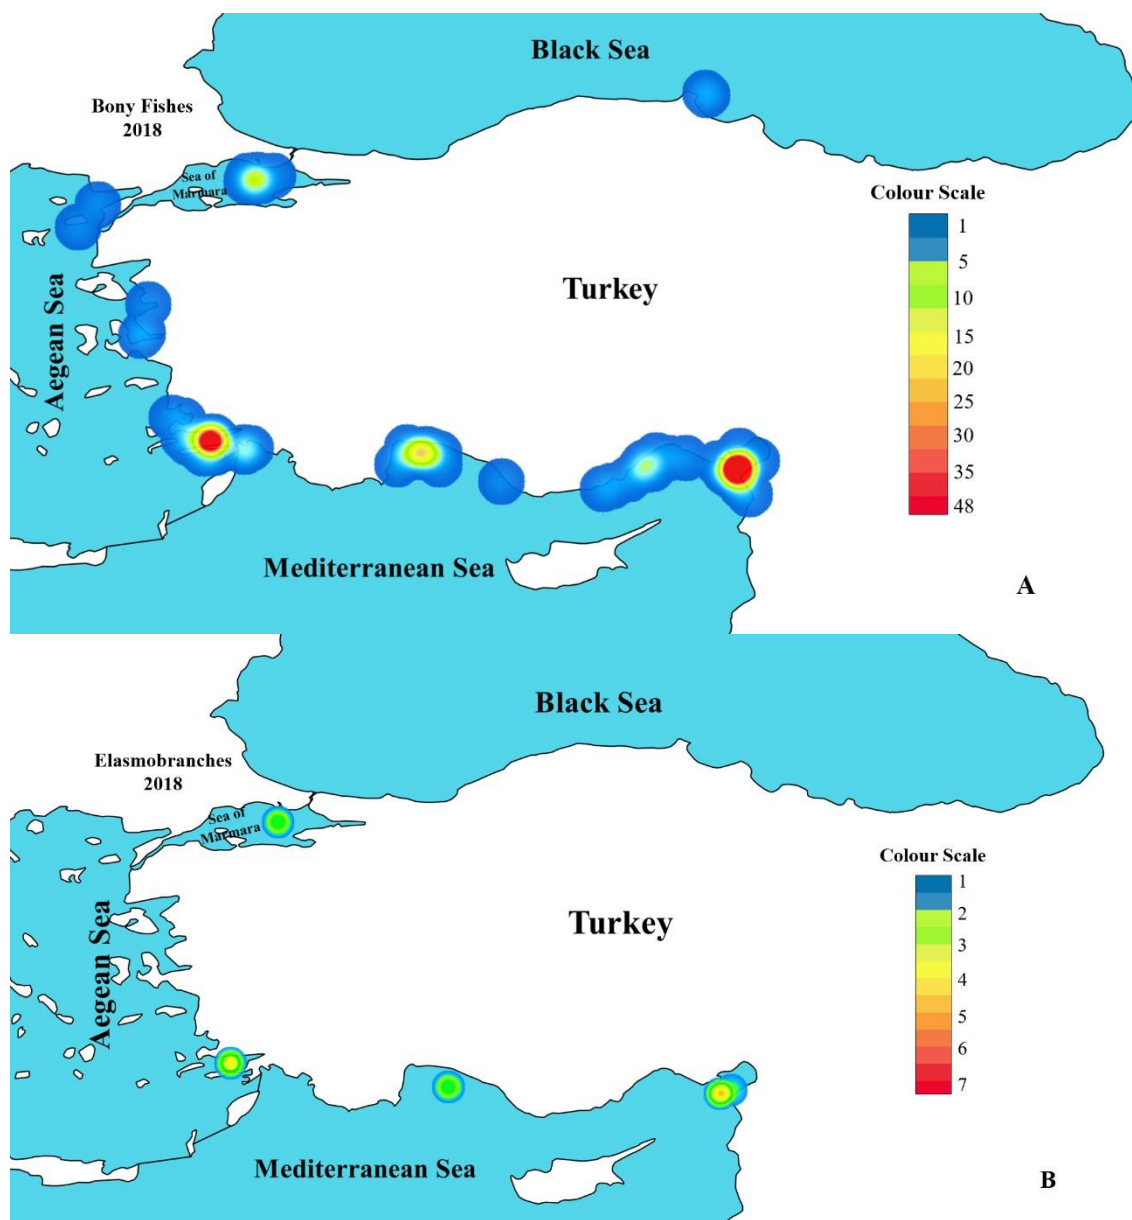 Black Sea
Bony Fishes
2018
Sea of
Marmara
Colour Scale
1
5
10
15
20
25
30
35
48
Turkey
Aegean Sea
Mediterranean Sea
A
Black Sea
Elasmobranches
2018
Sea of
Marmara
Colour Scale
1
2
3
4
5
6
7
Turkey
Aegean Sea
Mediterranean Sea
B